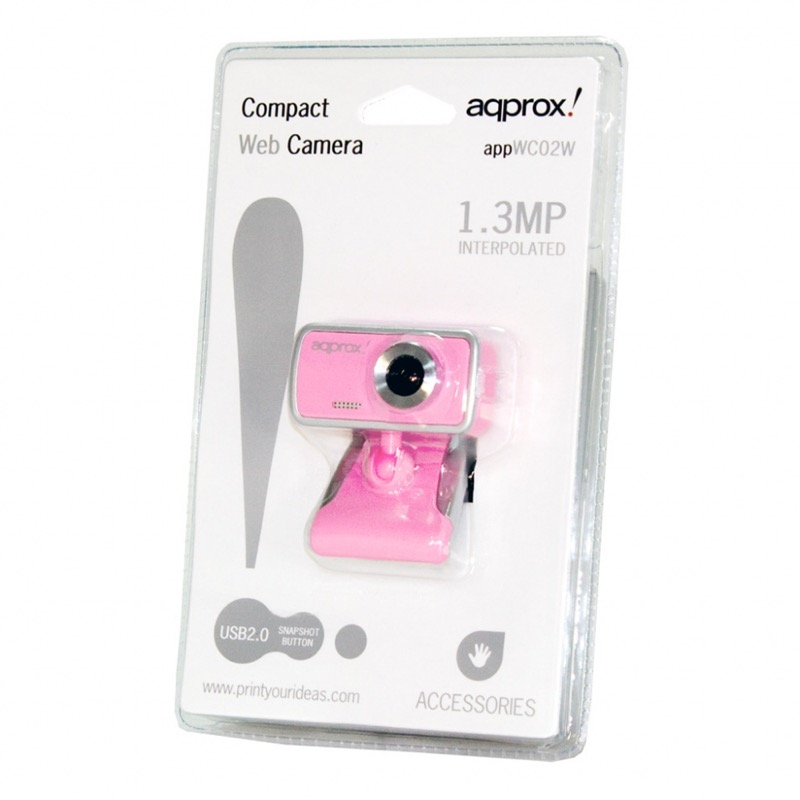 Compact
Web Camera
aqprox!
appWC02W
1.3MP
INTERPOLATED
aqprox!
USB2.0
SNAPSHOT
BUTTON
www.printyourideas.com
ACCESSORIES